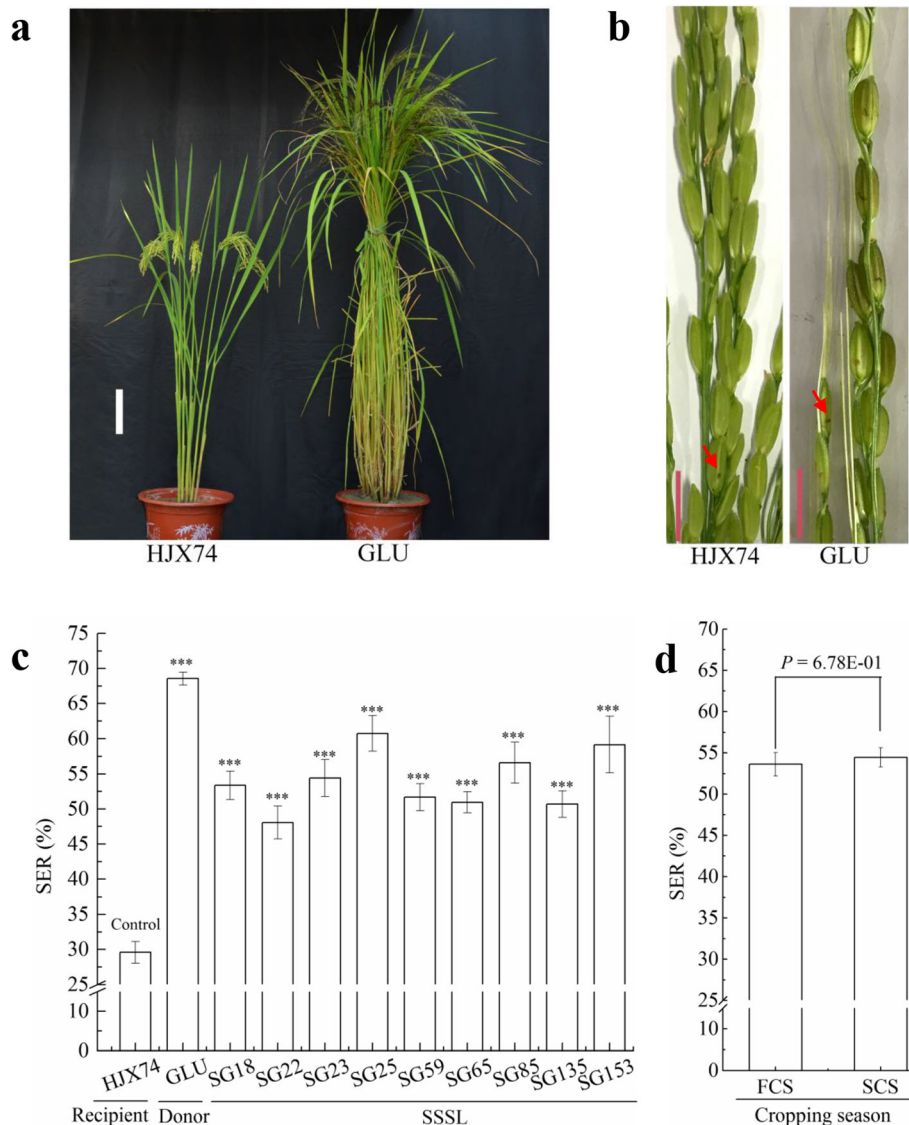 a
b
HJX74
GLU
HJX74
GLU
c
SER (%)
75
70
65
60
55
50
45
40
35
30
25
10
0
Control
***
***
***
***
***
***
***
***
***
***
HJX74
GLU
SG18
SG22
SG23
SG25
SG59
SG65
SG85
SG135
SG153
Recipient
Donor
SSSL
d
SER (%)
70
65
60
55
50
45
40
35
30
25
10
0
P = 6.78E-01
FCS
SCS
Cropping season